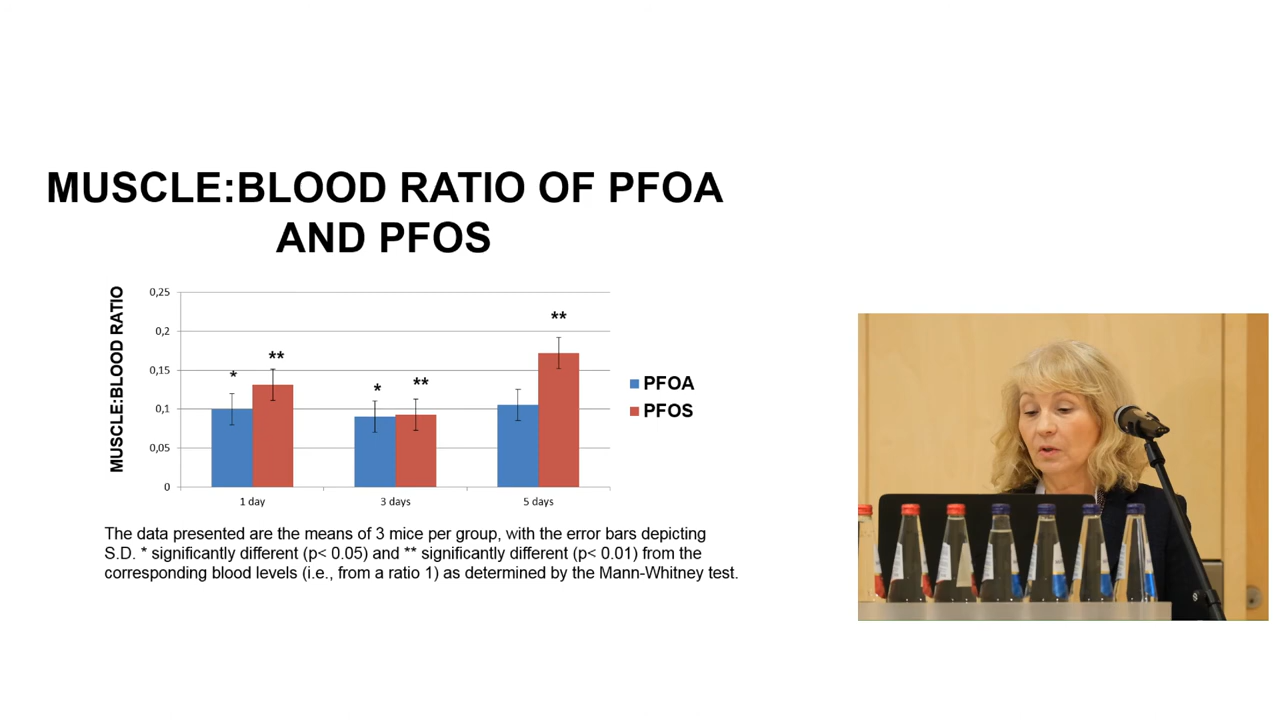 MUSCLE:BLOOD RATIO OF PFOA
AND PFOS
MUSCLE:BLOOD RATIO
0,25
0,2
0,15
0,1
0,05
0
*
**
*
**
**
1 day
3 days
5 days
PFOA
PFOS
The data presented are the means of 3 mice per group, with the error bars depicting
S.D. * significantly different (p< 0.05) and ** significantly different (p< 0.01) from the
corresponding blood levels (i.e., from a ratio 1) as determined by the Mann-Whitney test.